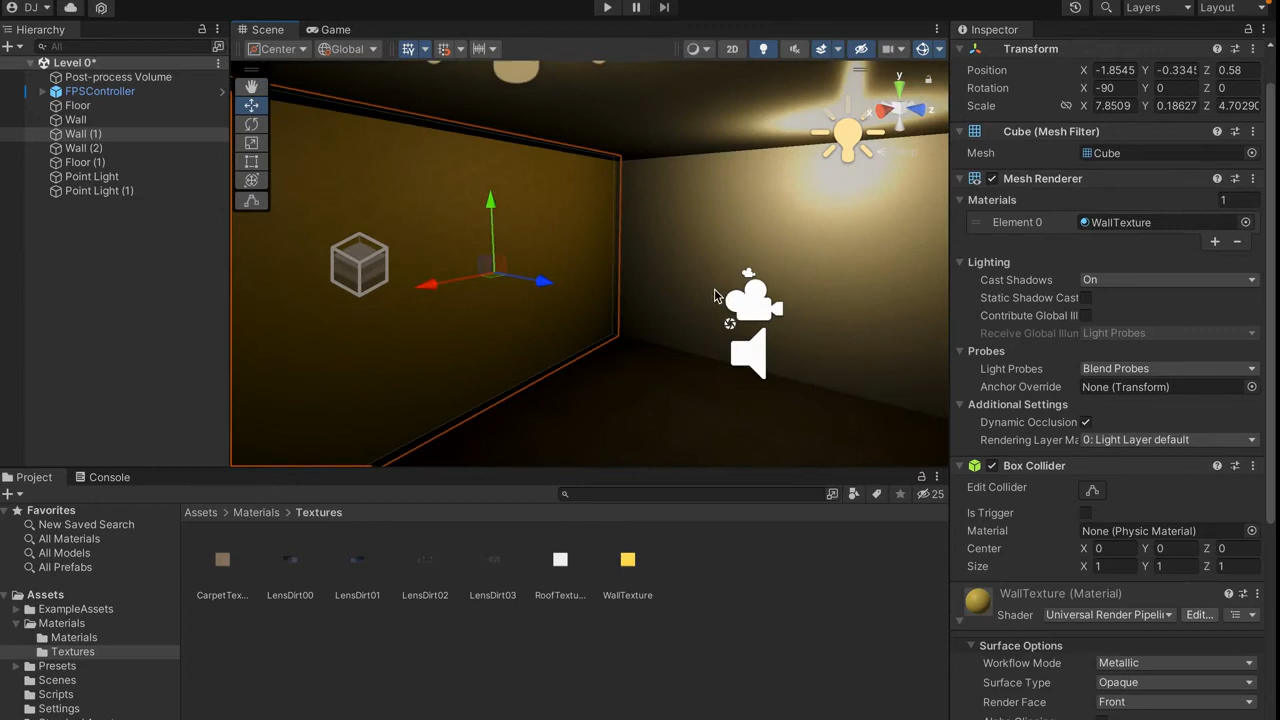 DJ
Layers
Layout
Hierarchy
Scene
Game
Inspector
All
Center
Global
2D
Level 0*
Post-process Volume
FPSController
Floor
Wall
Wall (1)
Wall (2)
Floor (1)
Point Light
Point Light (1)
y
x
z
Transform
Position X -1.8545 Y -0.3345 Z 0.58
Rotation X -90 Y 0 Z 0
Scale X 7.8509 Y 0.18627 Z 4.70290
Cube (Mesh Filter)
Mesh Cube
Mesh Renderer
Materials 1
Element 0 WallTexture
Lighting
Cast Shadows On
Static Shadow Cast
Contribute Global Ill
Receive Global Illun Light Probes
Probes
Light Probes Blend Probes
Anchor Override None (Transform)
Additional Settings
Dynamic Occlusion
Rendering Layer Ma 0: Light Layer default
Box Collider
Edit Collider
Is Trigger
Material None (Physic Material)
Center X 0 Y 0 Z 0
Size X 1 Y 1 Z 1
WallTexture (Material)
Shader Universal Render Pipeli Edit...
Surface Options
Workflow Mode Metallic
Surface Type Opaque
Render Face Front
Project
Console
25
Favorites
New Saved Search
All Materials
All Models
All Prefabs
Assets
ExampleAssets
Materials
Materials
Textures
Presets
Scenes
Scripts
Settings
Assets > Materials > Textures
CarpetTex... LensDirt00 LensDirt01 LensDirt02 LensDirt03 RoofTextu... WallTexture